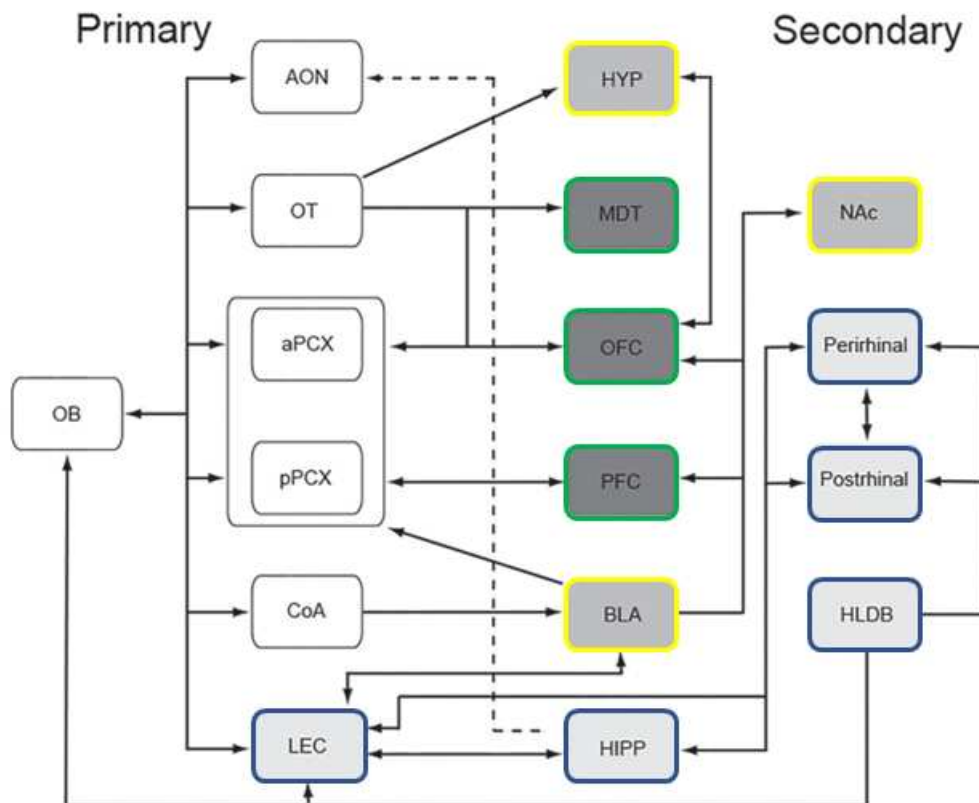 Primary
Secondary
AON
HYP
OT
MDT
NAc
aPCX
OFC
Perirhinal
OB
pPCX
PFC
Postrhinal
CoA
BLA
HLDB
LEC
HIPP